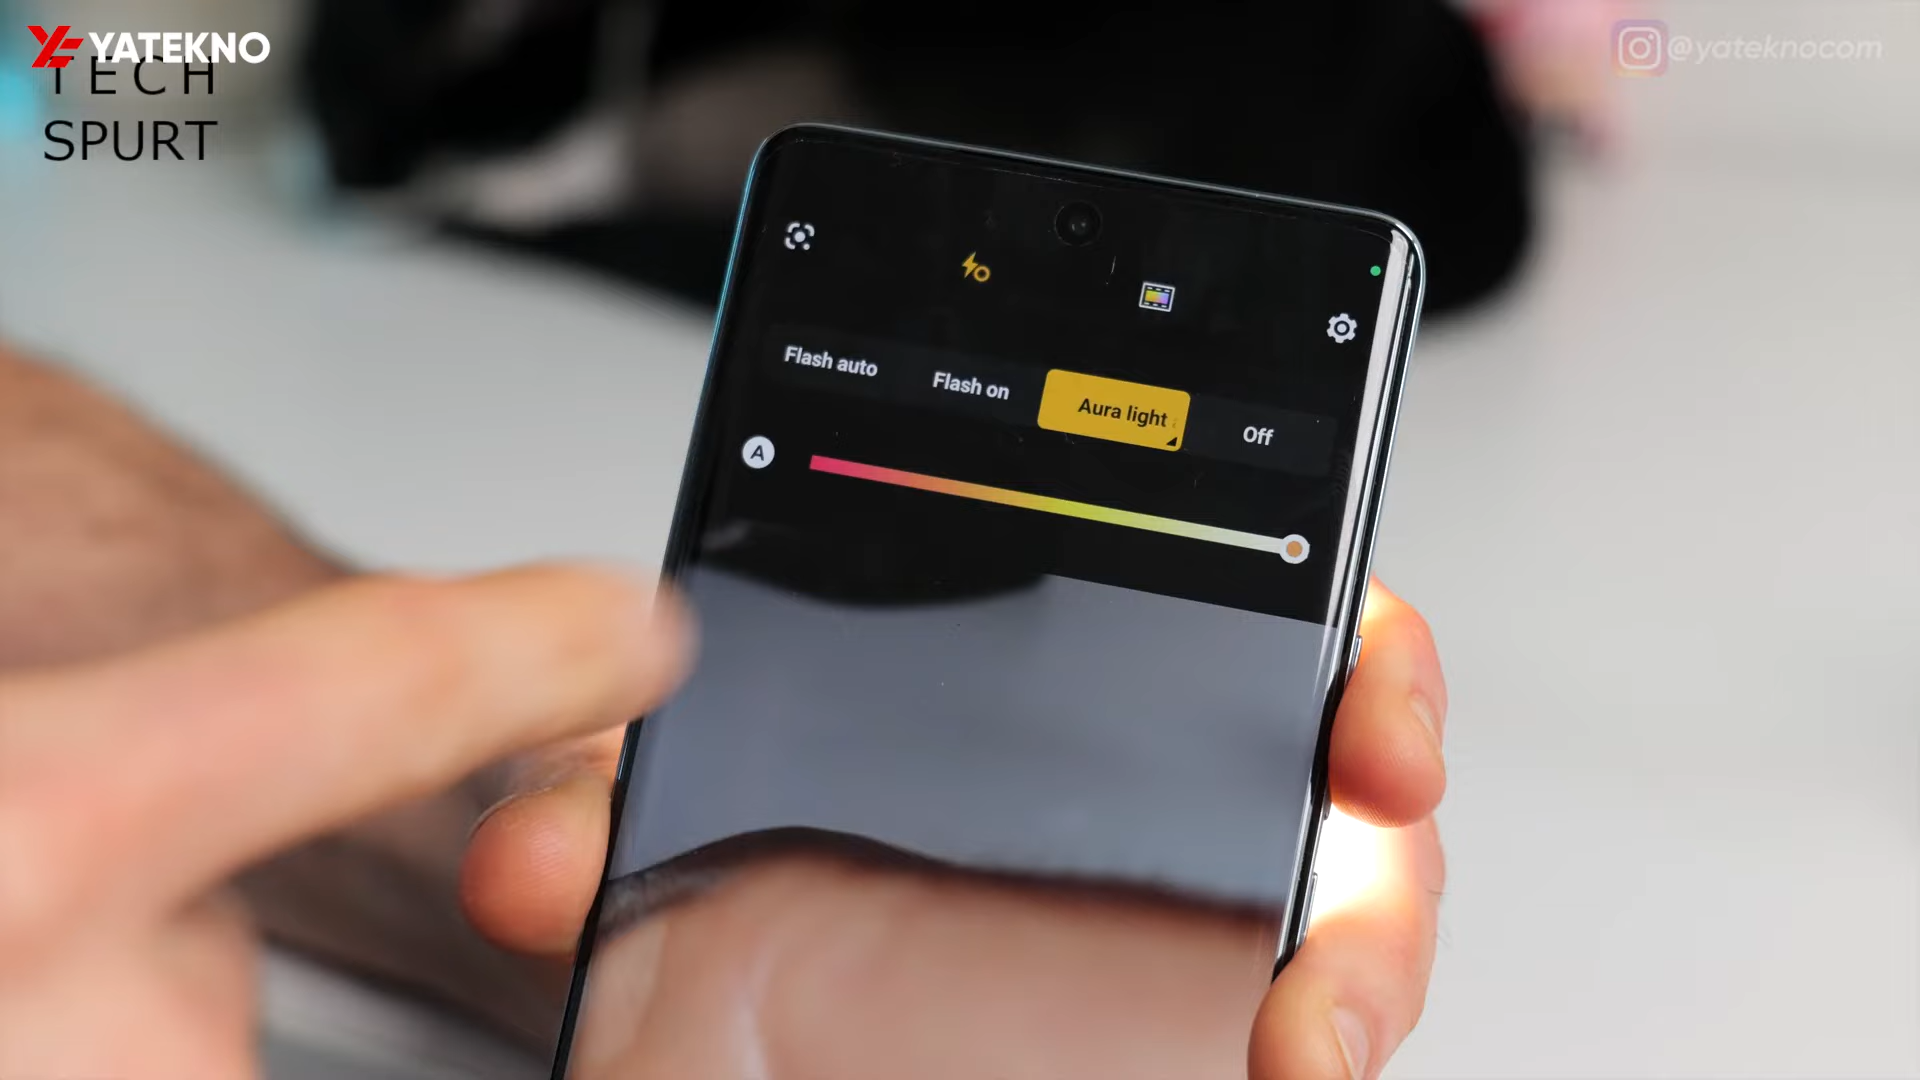 YATEKNO
TECH
SPURT
@yateknocom
Flash auto
Flash on
Aura light
Off
A